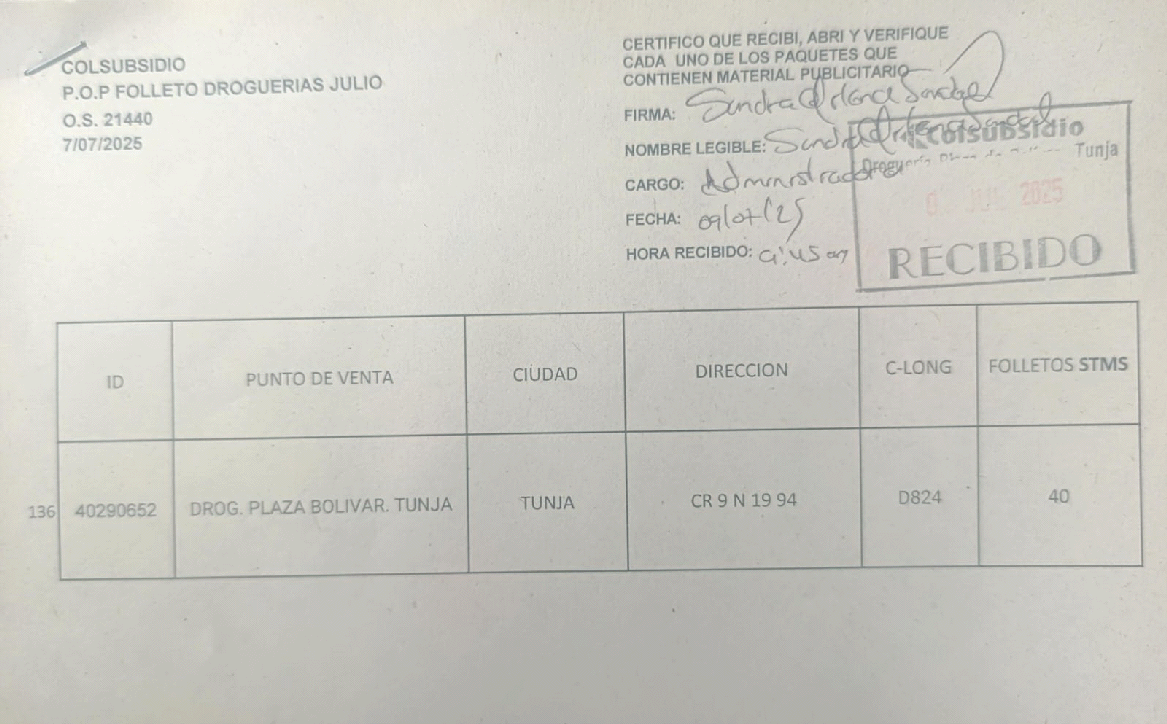 COLSUBSIDIO
P.O.P FOLLETO DROGUERIAS JULIO
O.S. 21440
7/07/2025
CERTIFICO QUE RECIBI, ABRI Y VERIFIQUE
CADA UNO DE LOS PAQUETES QUE
CONTIENEN MATERIAL PUBLICITARIO
FIRMA: Sandra
NOMBRE LEGIBLE: Sandra
CARGO: Administradora
FECHA: 09/07/25
HORA RECIBIDO: 9:45 am
Colsubsidio
Droguería Tunja
JUL 2025
RECIBIDO
ID PUNTO DE VENTA CIUDAD DIRECCION C-LONG FOLLETOS STMS
136 40290652 DROG. PLAZA BOLIVAR. TUNJA TUNJA CR 9 N 19 94 D824 40